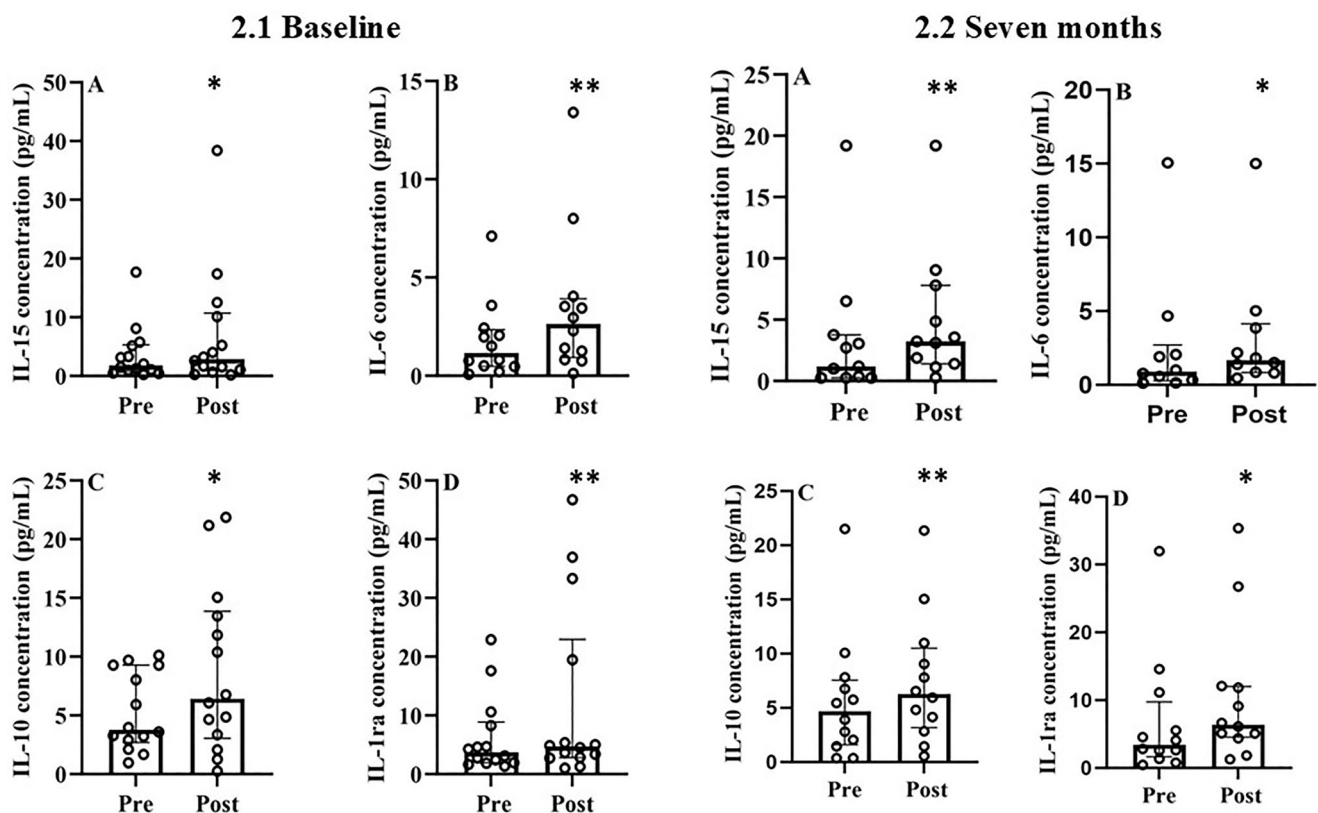 2.1 Baseline
2.2 Seven months
A
*
IL-15 concentration (pg/mL)
50
40
30
20
10
0
Pre Post
B
**
IL-6 concentration (pg/mL)
15
10
5
0
Pre Post
A
**
IL-15 concentration (pg/mL)
25
20
15
10
5
0
Pre Post
B
*
IL-6 concentration (pg/mL)
20
15
10
5
0
Pre Post
C
*
IL-10 concentration (pg/mL)
25
20
15
10
5
0
Pre Post
D
**
IL-1ra concentration (pg/mL)
50
40
30
20
10
0
Pre Post
C
**
IL-10 concentration (pg/mL)
25
20
15
10
5
0
Pre Post
D
*
IL-1ra concentration (pg/mL)
40
30
20
10
0
Pre Post